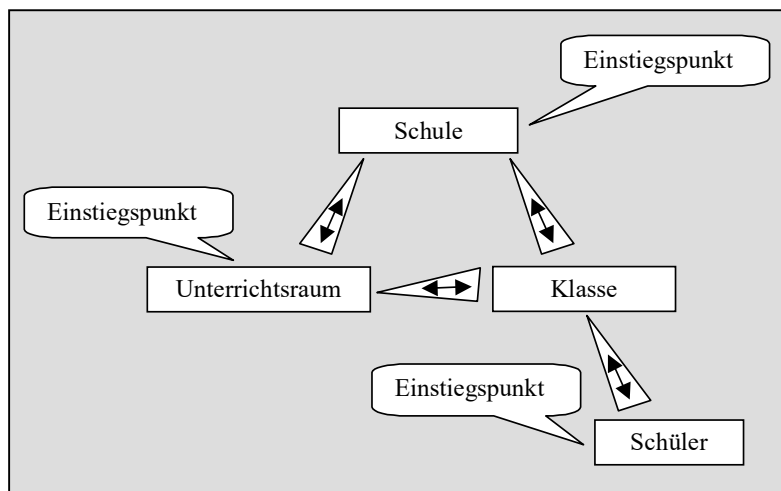 Einstiegspunkt
Schule
Einstiegspunkt
Unterrichtsraum
Klasse
Einstiegspunkt
Schüler